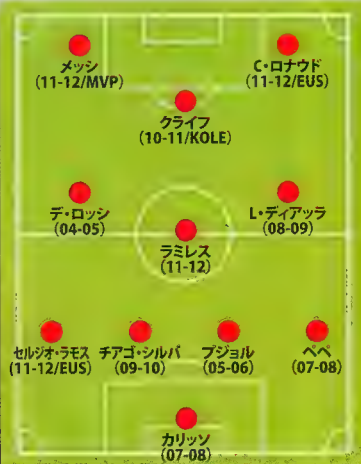 メッシ
(11-12/MVP)
C・ロナウド
(11-12/EUS)
クライフ
(10-11/KOLE)
デ・ロッシ
(04-05)
L・ディアッラ
(08-09)
ラミレス
(11-12)
セルジオ・ラモス
(11-12/EUS)
チアゴ・シルバ
(09-10)
プジョル
(05-06)
ペペ
(07-08)
カリッソ
(07-08)